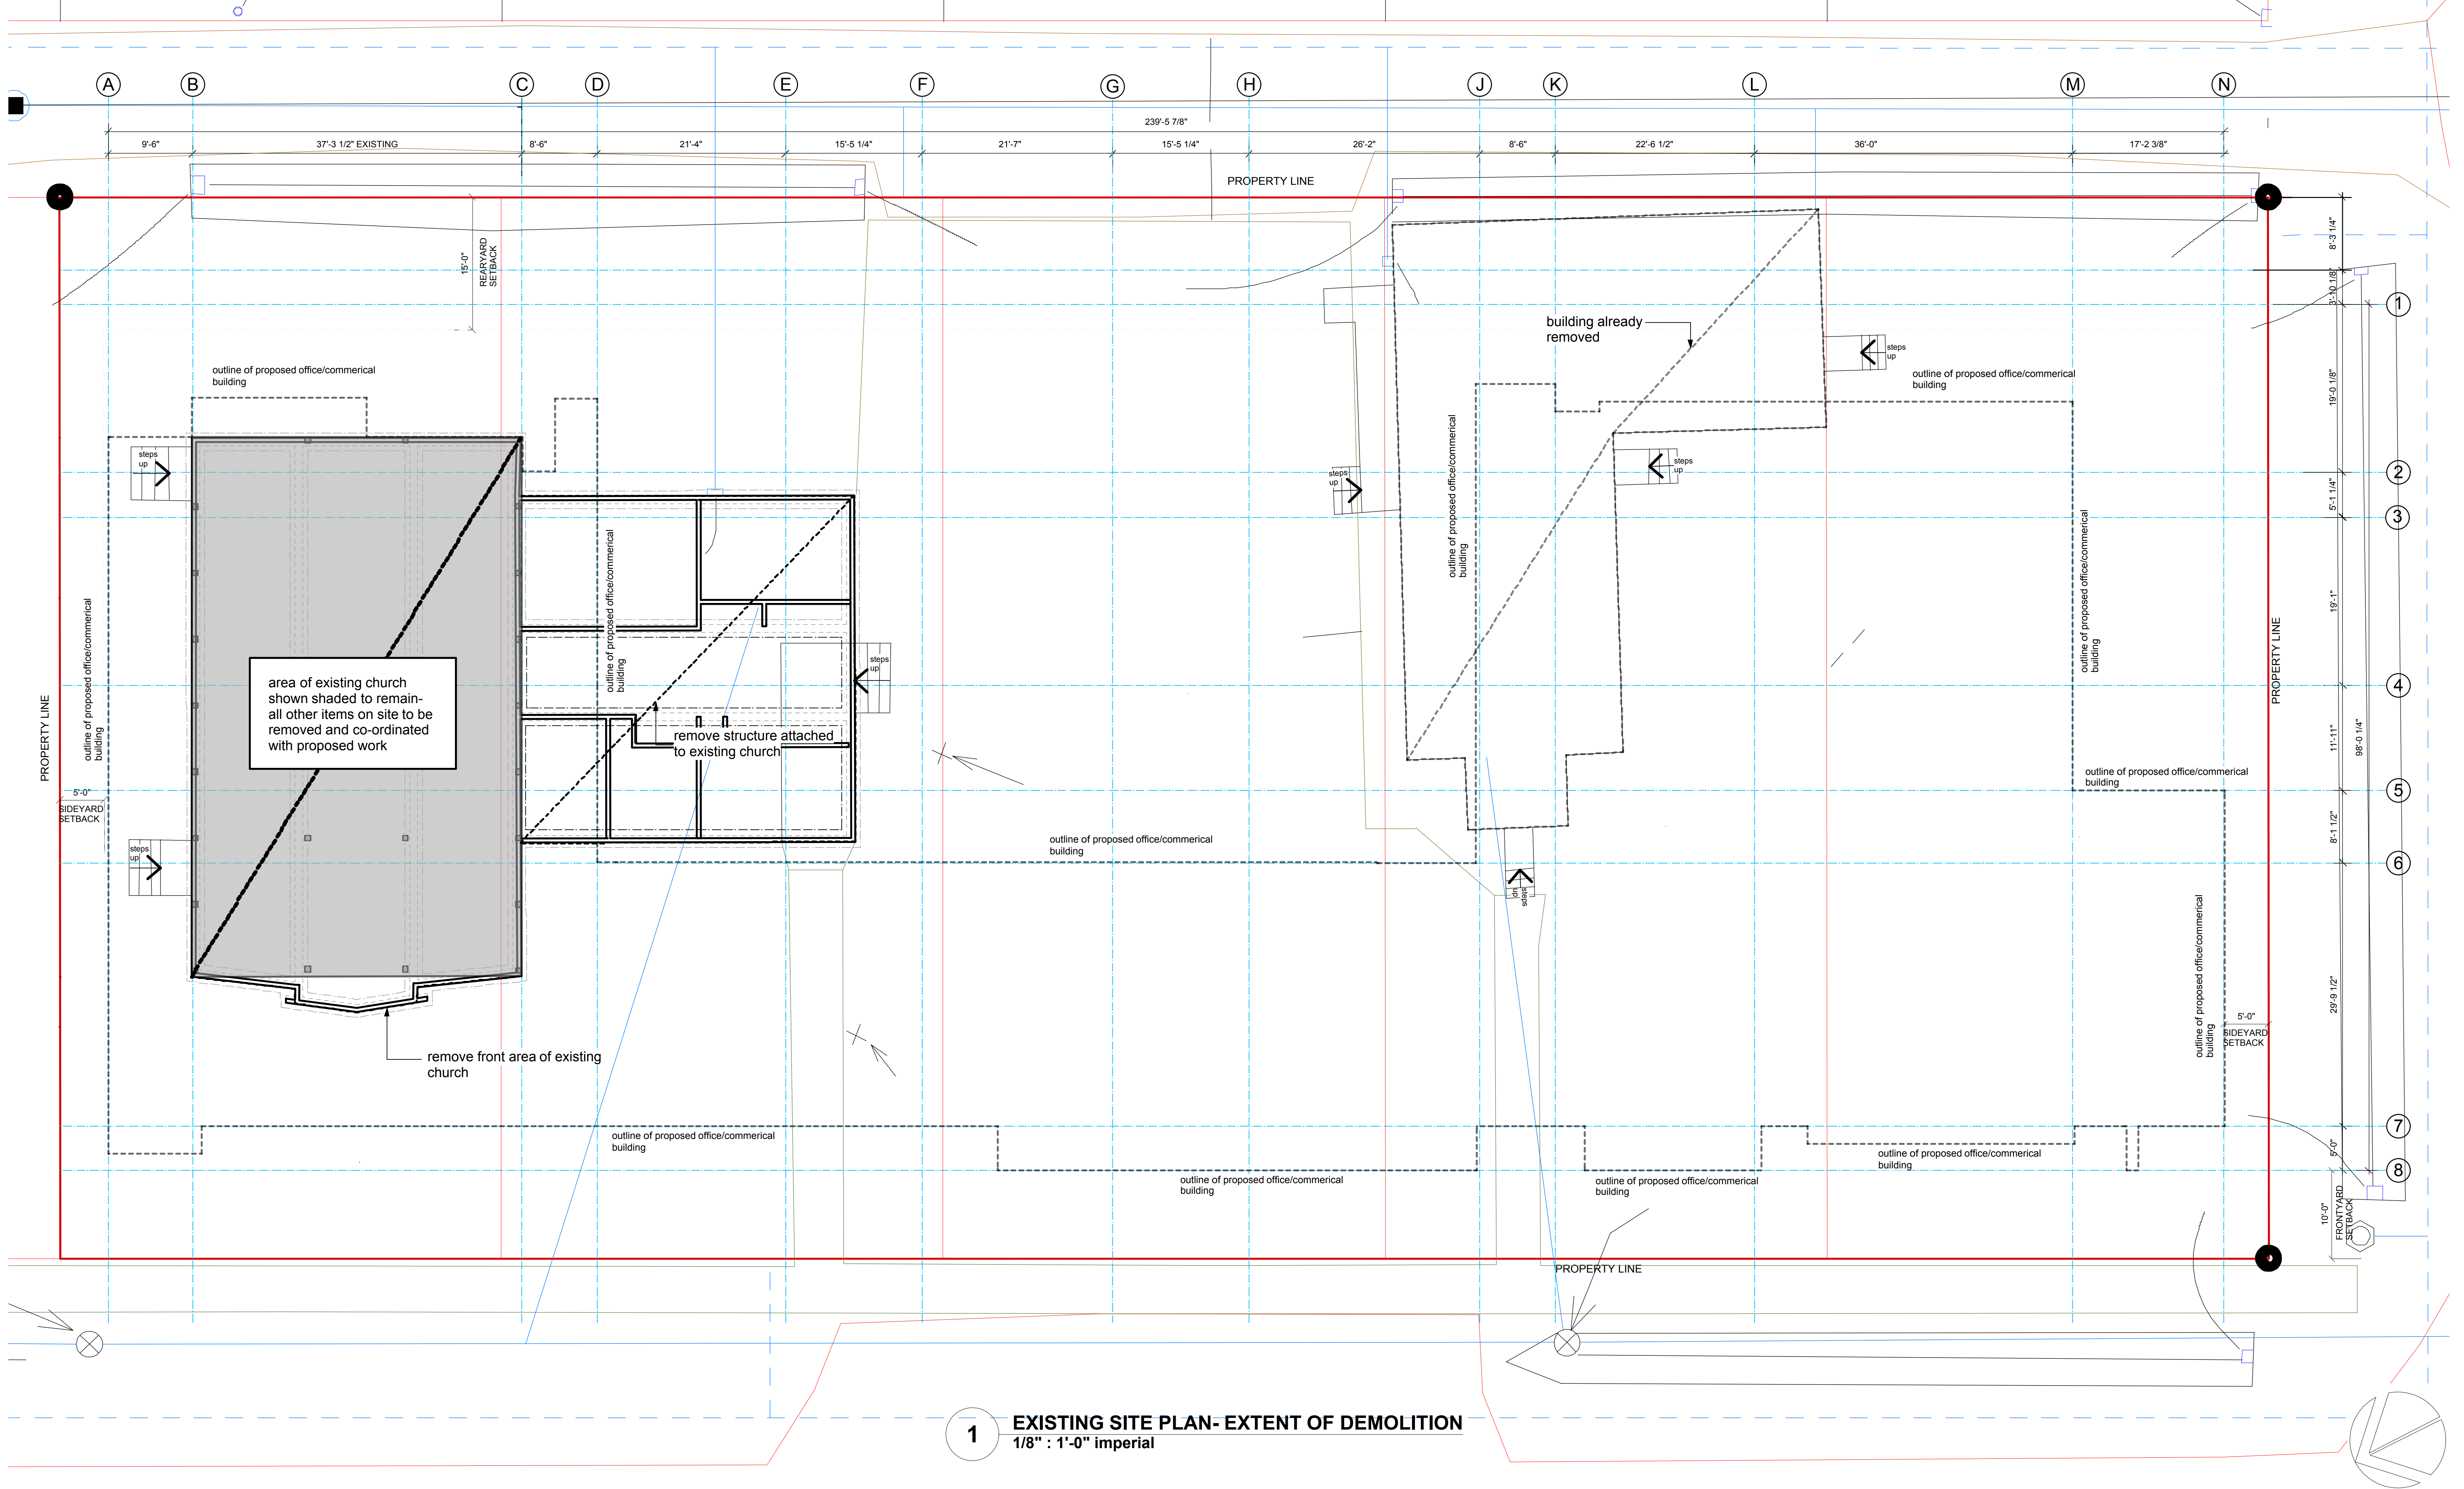 A
B
C
D
E
F
G
H
J
K
L
M
N
239'-5 7/8"
9'-6"
37'-3 1/2" EXISTING
8'-6"
21'-4"
15'-5 1/4"
21'-7"
15'-5 1/4"
26'-2"
8'-6"
22'-6 1/2"
36'-0"
17'-2 3/8"
PROPERTY LINE
15'-0"
REARYARD
SETBACK
8'-3 1/4"
3'-10 1/8"
1
building already
removed
steps
up
outline of proposed office/commerical
building
outline of proposed office/commerical
building
19'-0 1/8"
steps
up
steps
up
steps
up
2
5'-1 1/4"
3
outline of proposed office/commerical
building
outline of proposed office/commerical
building
outline of proposed office/commerical
building
outline of proposed office/commerical
building
19'-1"
PROPERTY LINE
PROPERTY LINE
steps
up
area of existing church
shown shaded to remain-
all other items on site to be
removed and co-ordinated
with proposed work
4
remove structure attached
to existing church
11'-11"
98'-0 1/4"
outline of proposed office/commerical
building
5
5'-0"
SIDEYARD
SETBACK
steps
up
outline of proposed office/commerical
building
8'-1 1/2"
6
steps
up
outline of proposed office/commerical
building
29'-9 1/2"
5'-0"
SIDEYARD
SETBACK
remove front area of existing
church
7
outline of proposed office/commerical
building
5'-0"
outline of proposed office/commerical
building
8
outline of proposed office/commerical
building
outline of proposed office/commerical
building
10'-0"
FRONTYARD
SETBACK
PROPERTY LINE
1
EXISTING SITE PLAN- EXTENT OF DEMOLITION
1/8" : 1'-0" imperial